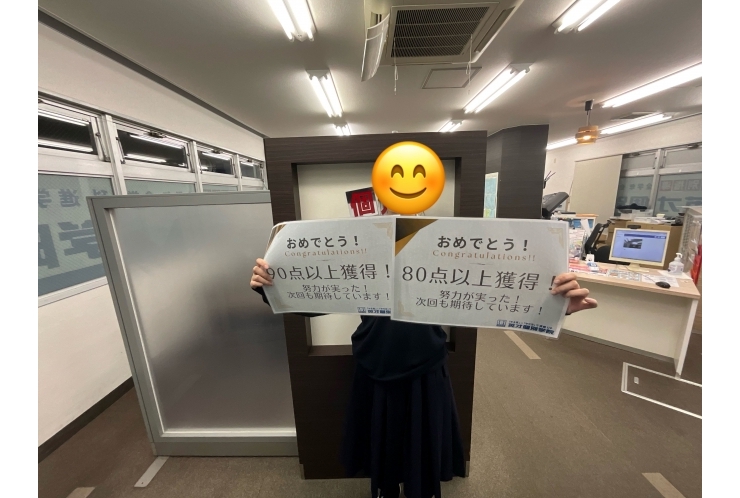 おめでとう！
Congratulations!!
90点以上獲得！
努力が実った！
次回も期待しています！
おめでとう！
Congratulations!!
80点以上獲得！
努力が実った！
次回も期待しています！
個